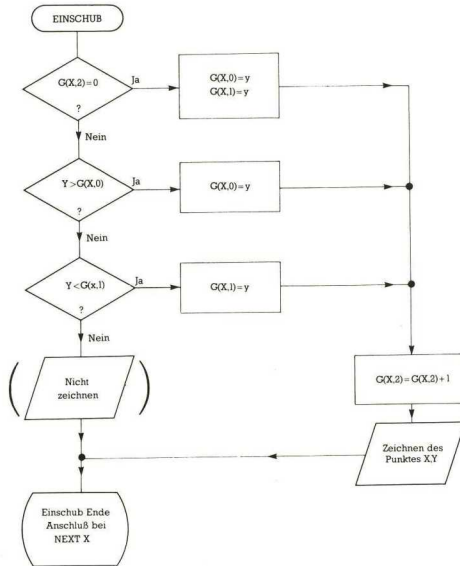 EINSCHUB
G(X,2)=0
?
Ja
G(X,0)=y
G(X,1)=y
Nein
Y>G(X,0)
?
Ja
G(X,0)=y
Nein
Y<G(x,1)
?
Ja
G(X,1)=y
Nein
( Nicht
zeichnen )
G(X,2)=G(X,2)+1
Zeichnen des
Punktes X,Y
Einschub Ende
Anschluß bei
NEXT X